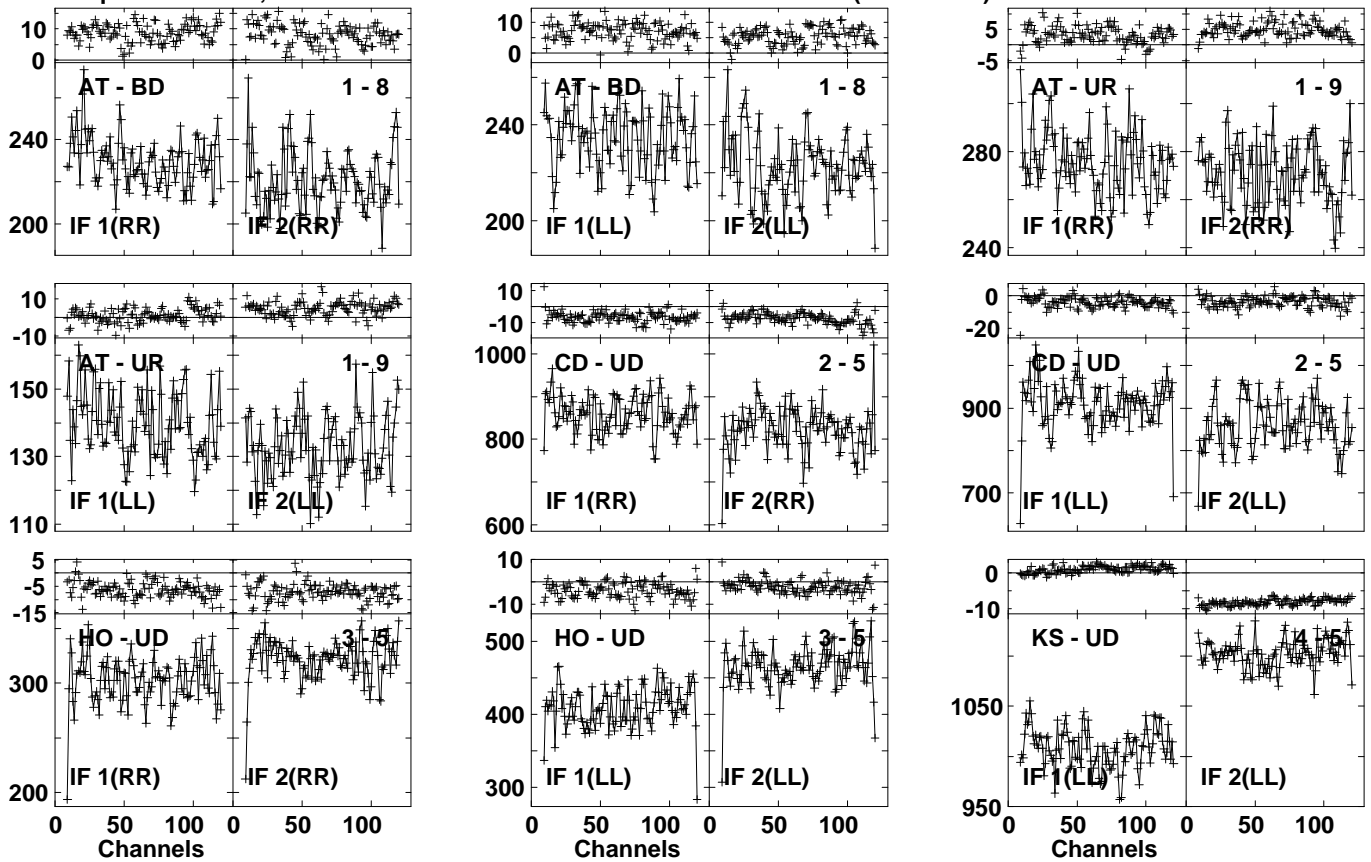 10 10 5
0 0 -5
AT - BD 1 - 8 AT - BD 1 - 8 AT - UR 1 - 9
240 240 280
200 200 240
IF 1(RR) IF 2(RR) IF 1(LL) IF 2(LL) IF 1(RR) IF 2(RR)
10 10 0
0 -10 -20
-10
AT - UR 1 - 9 CD - UD 2 - 5 CD - UD 2 - 5
150 1000 900
130 800 700
110 600
IF 1(LL) IF 2(LL) IF 1(RR) IF 2(RR) IF 1(LL) IF 2(LL)
5 10 0
-5 -10 -10
-15
HO - UD 3 - 5 HO - UD 3 - 5 KS - UD 4 - 5
300 500 1050
200 400 950
300
IF 1(RR) IF 2(RR) IF 1(LL) IF 2(LL) IF 1(LL) IF 2(LL)
0 50 100 0 50 100 0 50 100 0 50 100 0 50 100 0 50 100
Channels Channels Channels